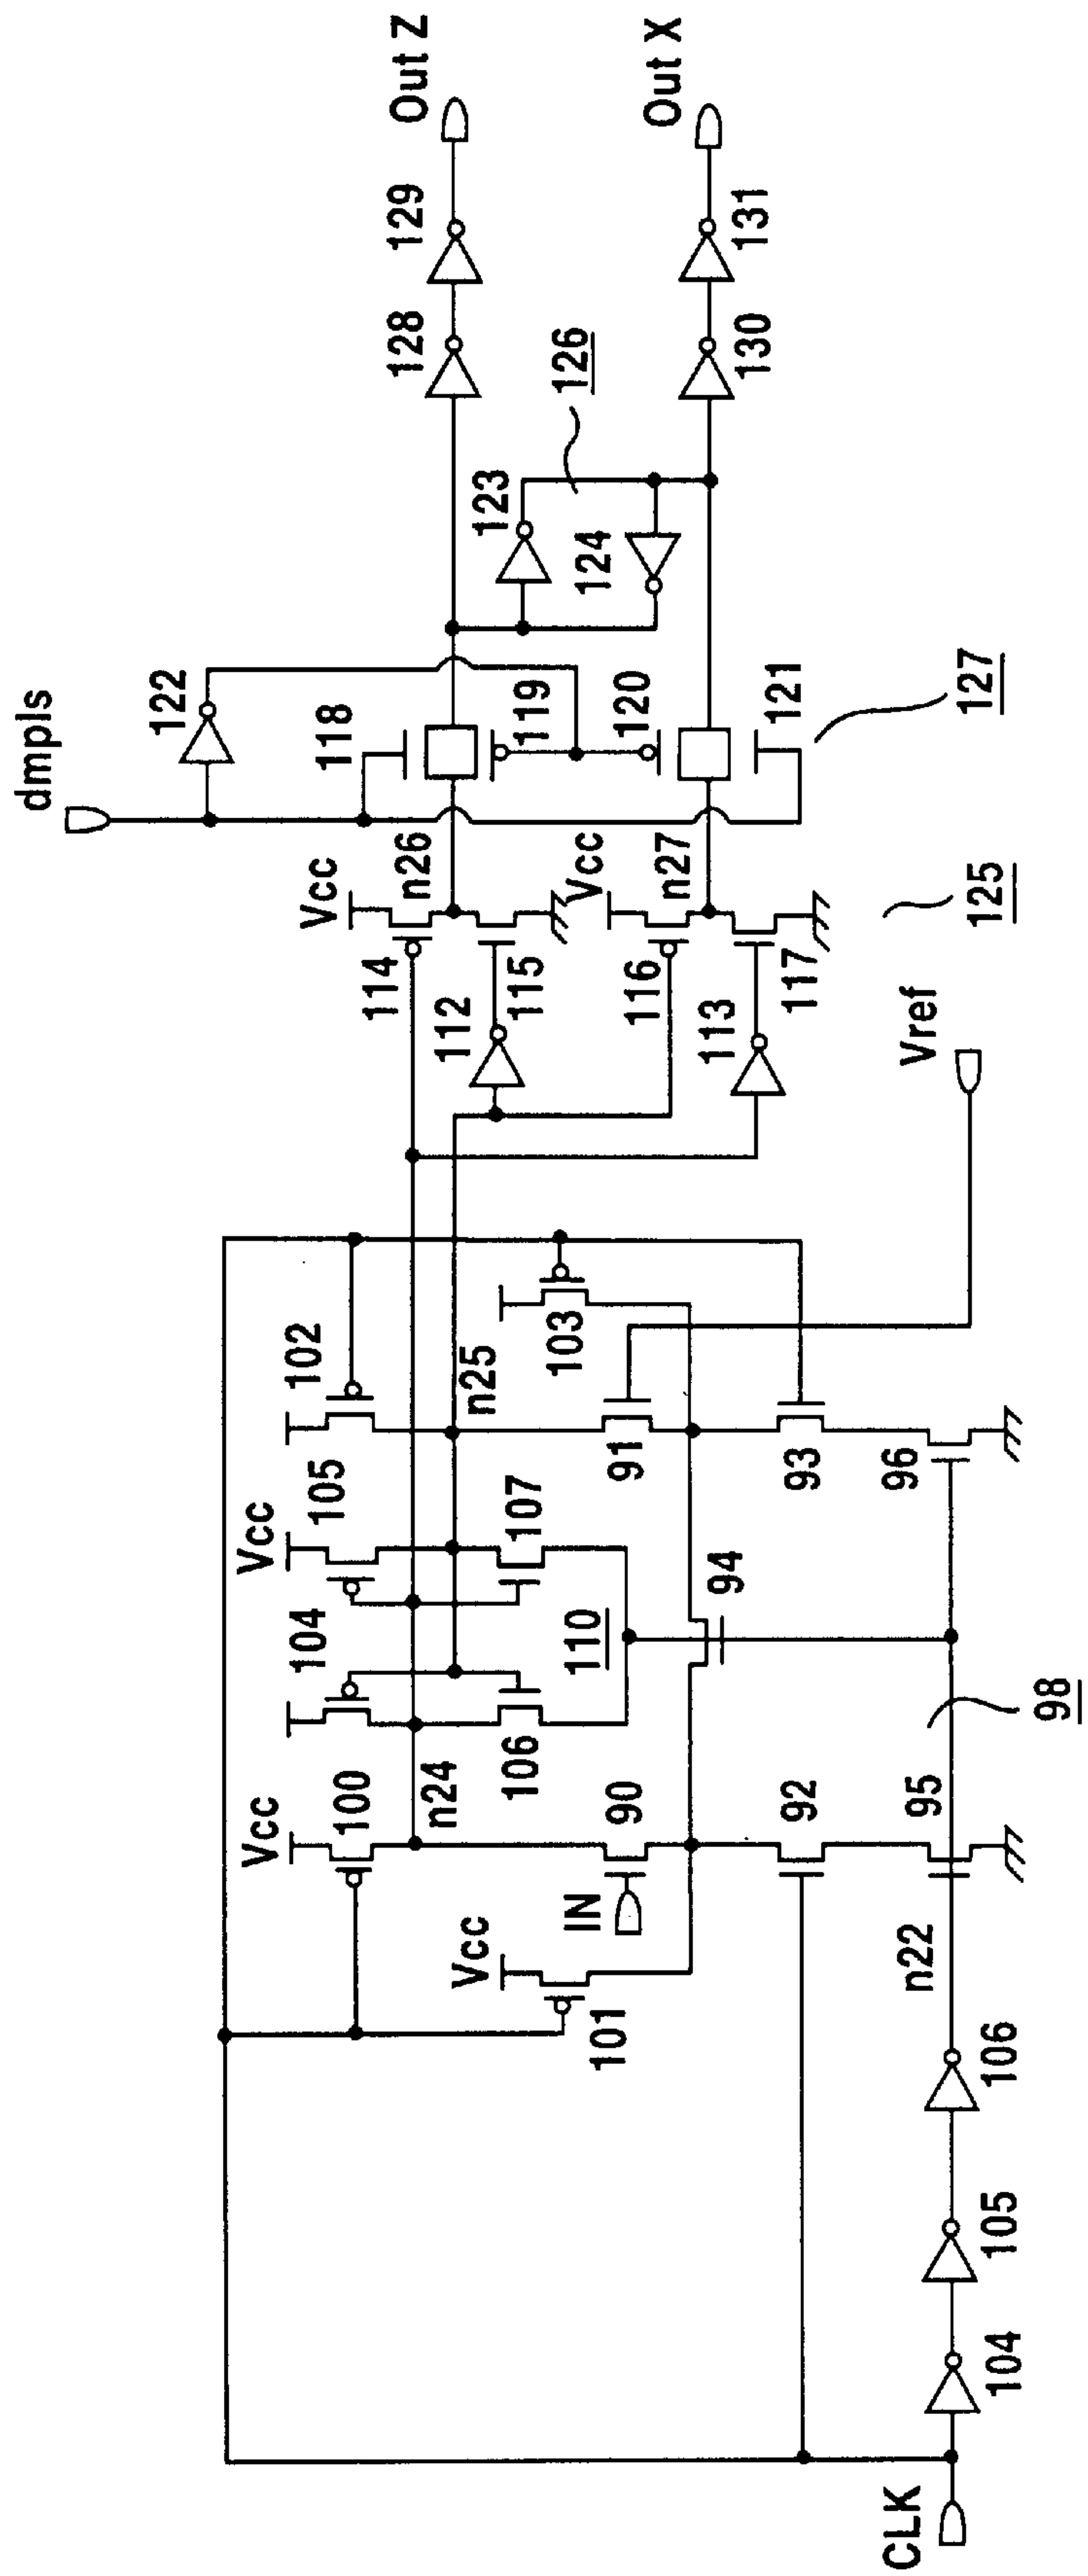 dmpls
122
118
119
120
121
127
Out Z
129
128
126
123
124
130
131
Out X
Vcc
n26
114
115
112
Vcc
n27
116
117
113
125
Vref
102
n25
103
105
Vcc
107
104
110
91
93
96
94
106
98
n24
100
Vcc
90
92
95
IN
Vcc
101
n22
106
105
104
CLK